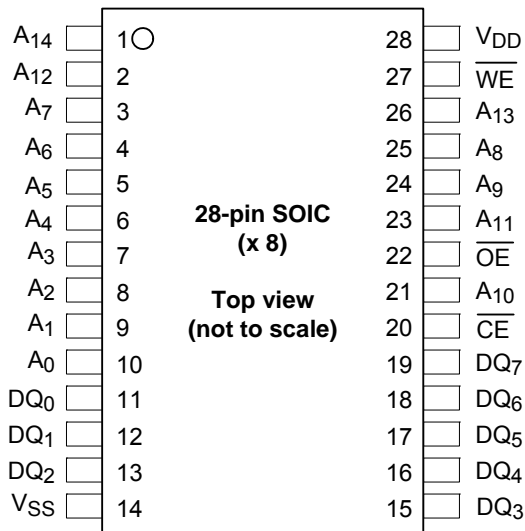 A14 1 28 VDD
A12 2 27 WE
A7 3 26 A13
A6 4 25 A8
A5 5 24 A9
A4 6 23 A11
A3 7 22 OE
A2 8 21 A10
A1 9 20 CE
A0 10 19 DQ7
DQ0 11 18 DQ6
DQ1 12 17 DQ5
DQ2 13 16 DQ4
VSS 14 15 DQ3
28-pin SOIC
(x 8)
Top view
(not to scale)